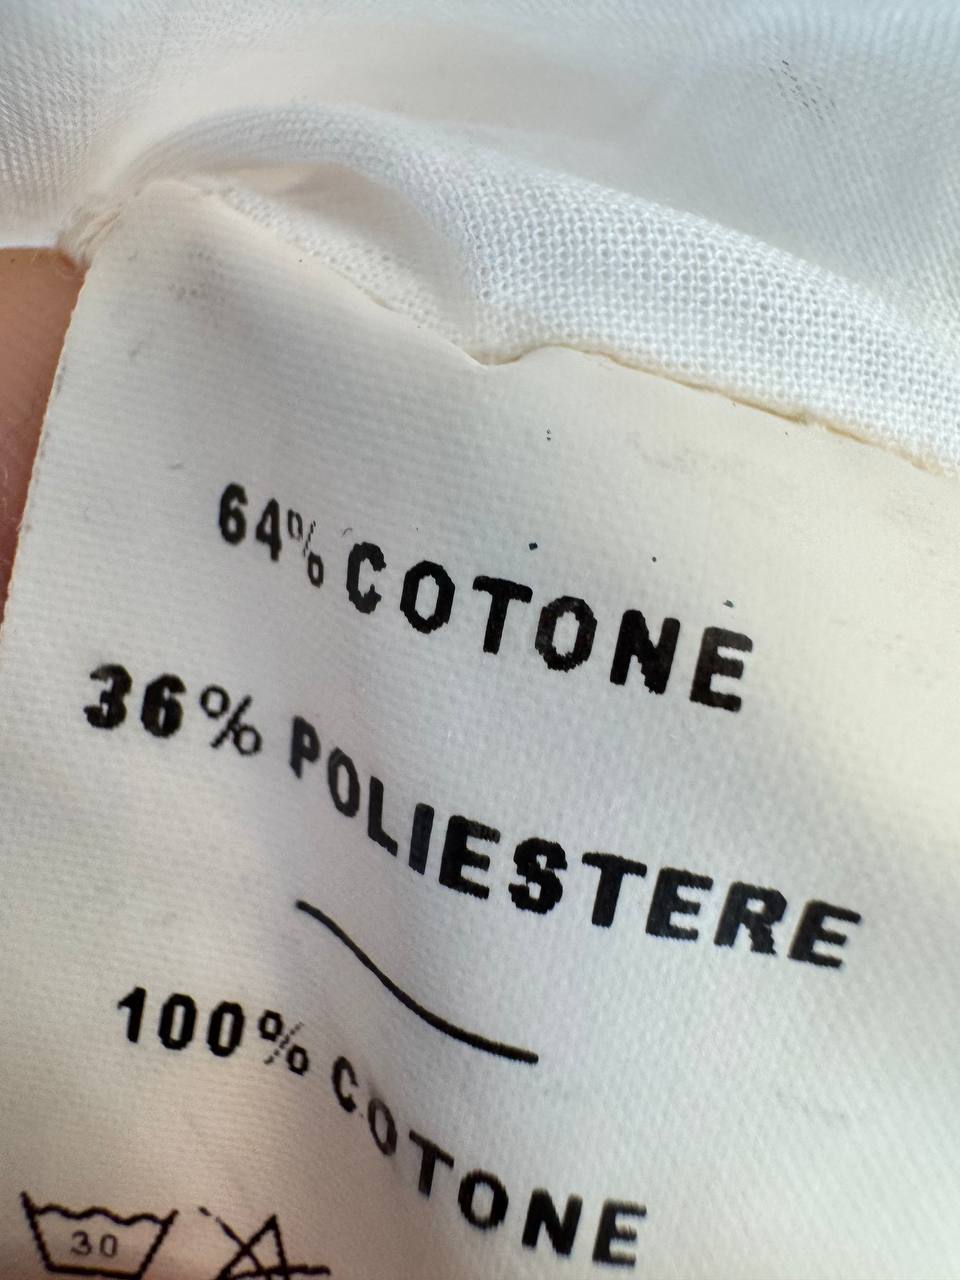 64% COTONE
36% POLIESTERE
100% COTONE
30